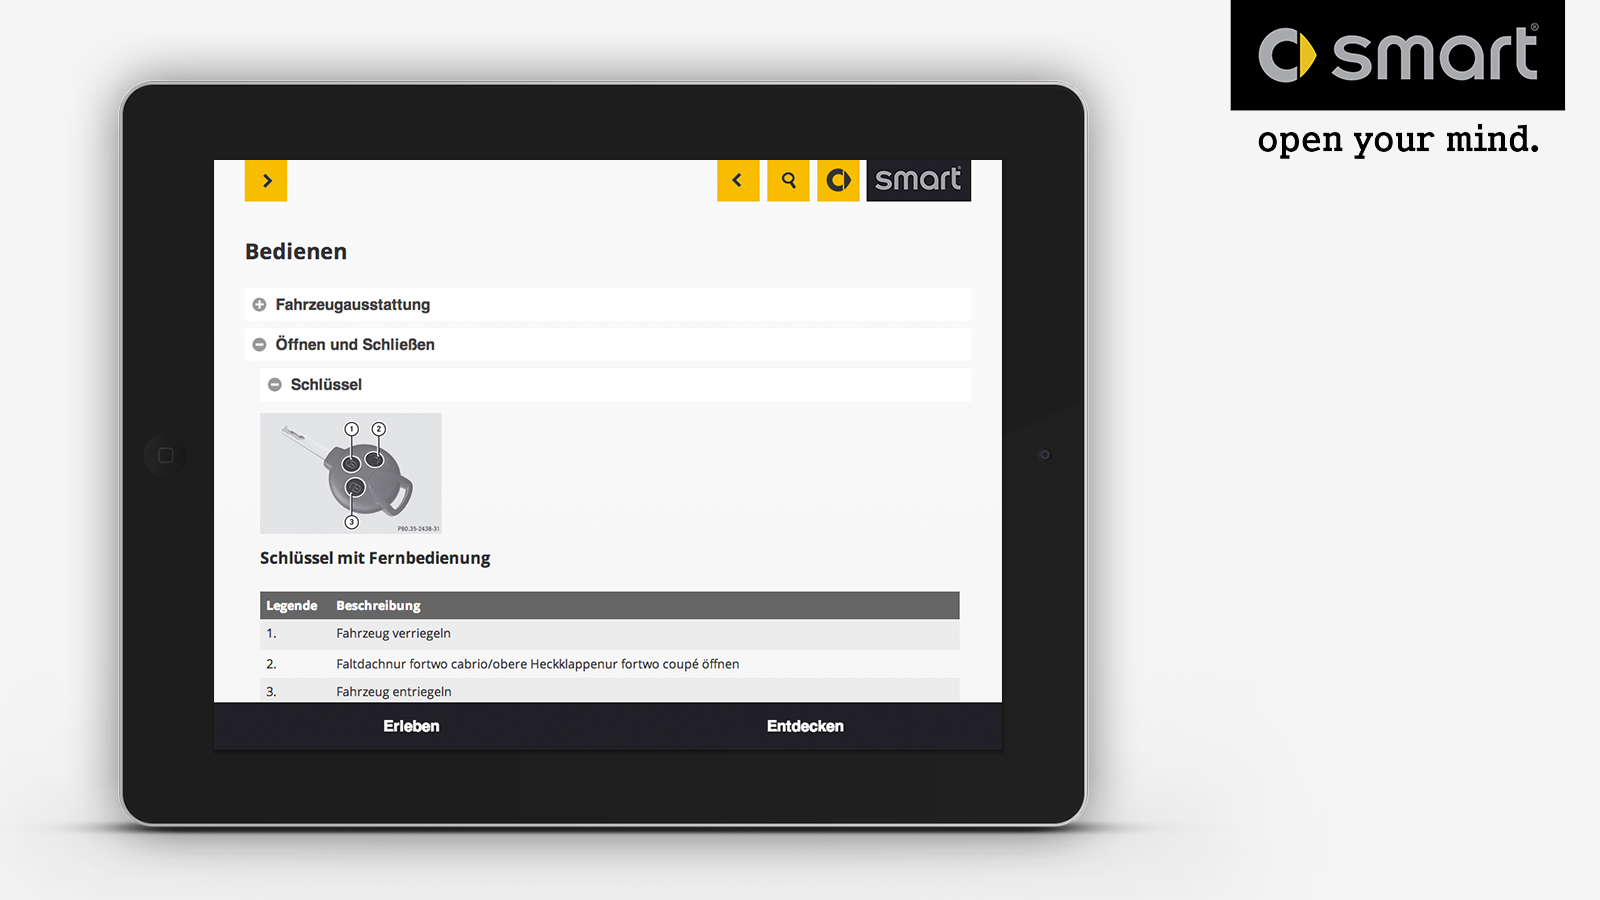 smart®
open your mind.
smart
Bedienen
Fahrzeugausstattung
Öffnen und Schließen
Schlüssel
1 2
3
P80.35-2438-31
Schlüssel mit Fernbedienung
Legende Beschreibung
1. Fahrzeug verriegeln
2. Faltdachnur fortwo cabrio/obere Heckklappenur fortwo coupé öffnen
3. Fahrzeug entriegeln
Erleben Entdecken